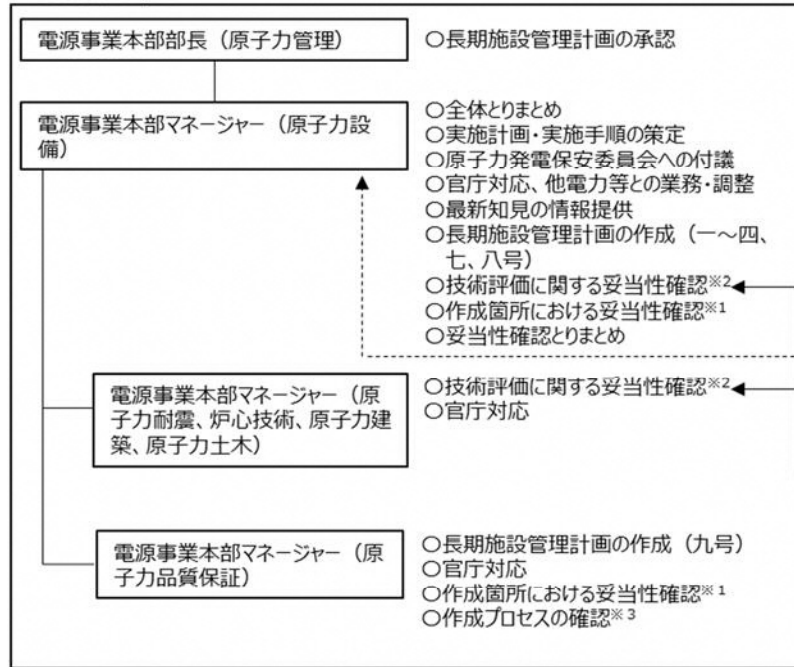 電源事業本部部長（原子力管理）
○長期施設管理計画の承認
電源事業本部マネージャー（原子力設
備）
○全体とりまとめ
○実施計画・実施手順の策定
○原子力発電保安委員会への付議
○官庁対応、他電力等との業務・調整
○最新知見の情報提供
○長期施設管理計画の作成（一～四、
七、八号）
○技術評価に関する妥当性確認※2
○作成箇所における妥当性確認※1
○妥当性確認とりまとめ
電源事業本部マネージャー（原
子力耐震、炉心技術、原子力建
築、原子力土木）
○技術評価に関する妥当性確認※2
○官庁対応
電源事業本部マネージャー（原
子力品質保証）
○長期施設管理計画の作成（九号）
○官庁対応
○作成箇所における妥当性確認※1
○作成プロセスの確認※3